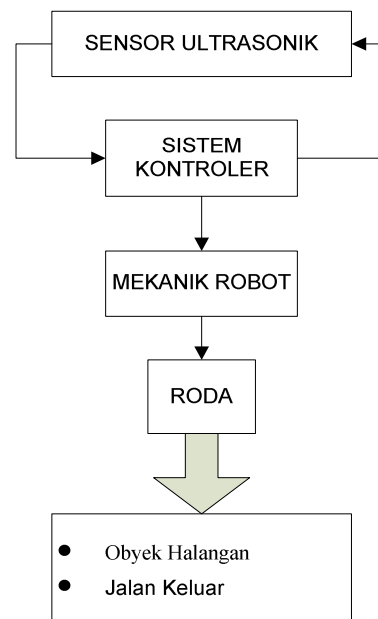 SENSOR ULTRASONIK
SISTEM
KONTROLER
MEKANIK ROBOT
RODA
● Obyek Halangan
● Jalan Keluar